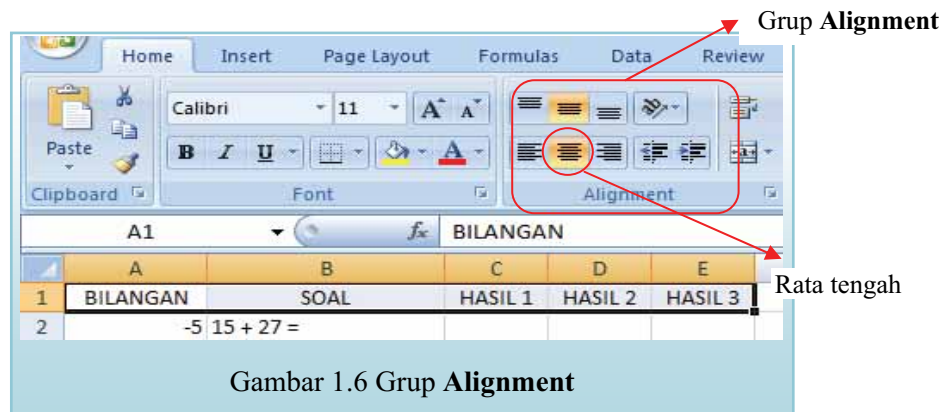 Grup Alignment
Home Insert Page Layout Formulas Data Review
Calibri 11 A A
Paste B I U A
Clipboard Font Alignment
A1 fx BILANGAN
A B C D E
1 BILANGAN SOAL HASIL 1 HASIL 2 HASIL 3
Rata tengah
2 -5 15 + 27 =
Gambar 1.6 Grup Alignment